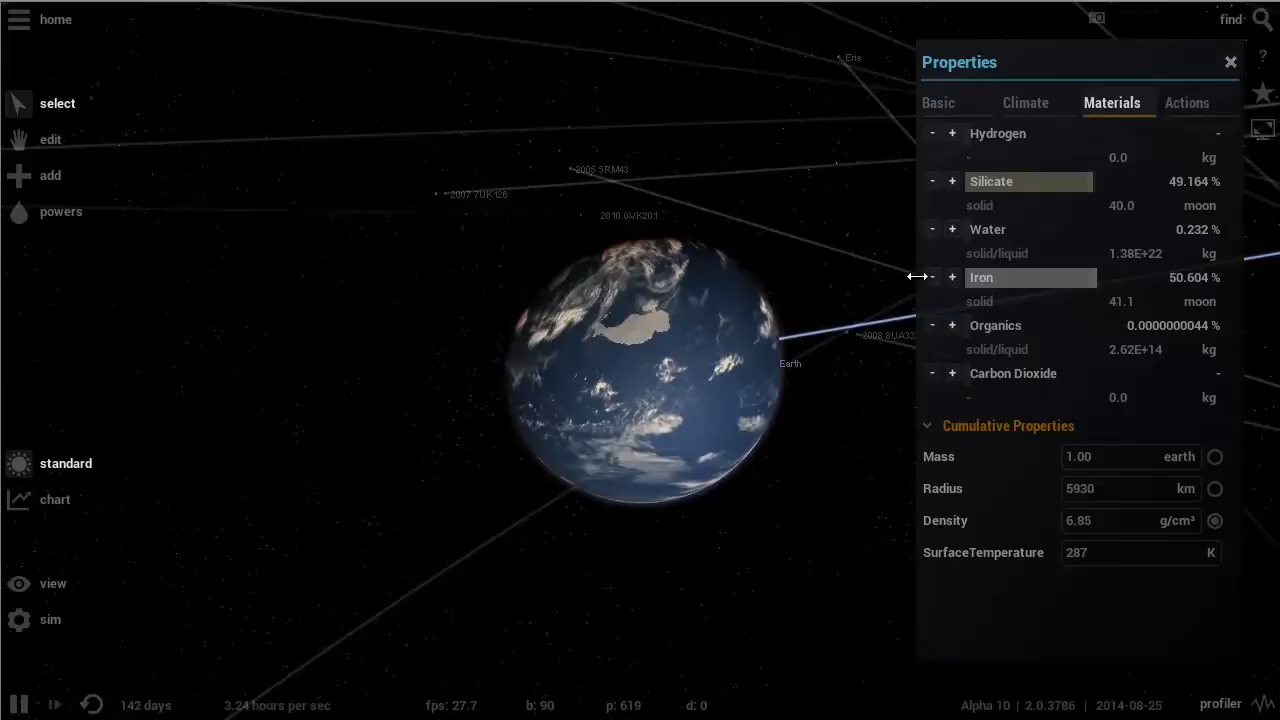 home
find
Eris
Properties
?
Basic Climate Materials Actions
select
- + Hydrogen -
- 0.0 kg
edit
2005 SRM43
add
- + Silicate 49.164 %
solid 40.0 moon
powers
2010 0VK201
- + Water 0.232 %
solid/liquid 1.38E+22 kg
- + Iron 50.604 %
solid 41.1 moon
- + Organics 0.0000000044 %
solid/liquid 2.62E+14 kg
Earth
- + Carbon Dioxide -
- 0.0 kg
Cumulative Properties
Mass 1.00 earth
standard
Radius 5930 km
chart
Density 6.85 g/cm³
SurfaceTemperature 287 K
view
sim
142 days 3.24 hours per sec fps: 27.7 b: 90 p: 619 d: 0 Alpha 10 | 2.0.3786 | 2014-08-25 profiler